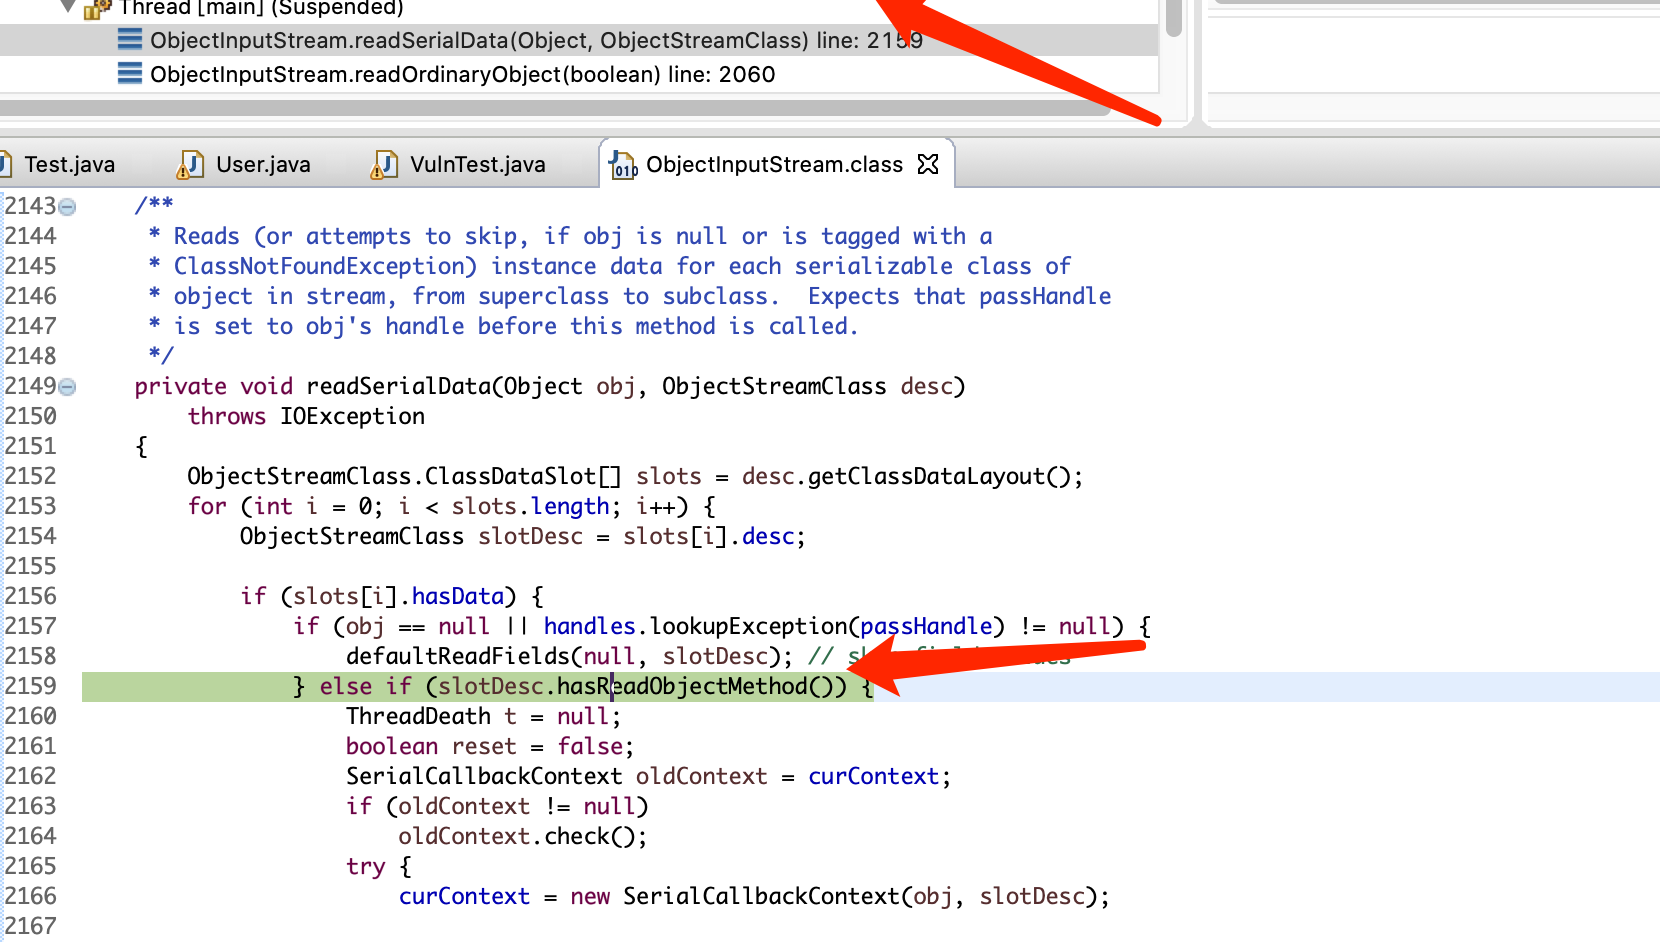 Thread [main] (Suspended)
ObjectInputStream.readSerialData(Object, ObjectStreamClass) line: 2159
ObjectInputStream.readOrdinaryObject(boolean) line: 2060
Test.java User.java VulnTest.java ObjectInputStream.class
2143 /**
2144 * Reads (or attempts to skip, if obj is null or is tagged with a
2145 * ClassNotFoundException) instance data for each serializable class of
2146 * object in stream, from superclass to subclass.  Expects that passHandle
2147 * is set to obj's handle before this method is called.
2148 */
2149 private void readSerialData(Object obj, ObjectStreamClass desc)
2150 throws IOException
2151 {
2152 ObjectStreamClass.ClassDataSlot[] slots = desc.getClassDataLayout();
2153 for (int i = 0; i < slots.length; i++) {
2154 ObjectStreamClass slotDesc = slots[i].desc;
2155
2156 if (slots[i].hasData) {
2157 if (obj == null || handles.lookupException(passHandle) != null) {
2158 defaultReadFields(null, slotDesc); //
2159 } else if (slotDesc.hasReadObjectMethod()) {
2160 ThreadDeath t = null;
2161 boolean reset = false;
2162 SerialCallbackContext oldContext = curContext;
2163 if (oldContext != null)
2164 oldContext.check();
2165 try {
2166 curContext = new SerialCallbackContext(obj, slotDesc);
2167